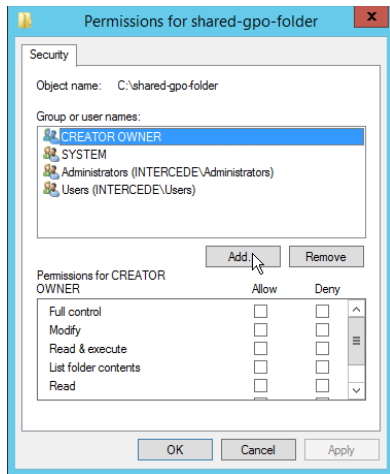 Permissions for shared-gpo-folder
x
Security
Object name: C:\shared-gpo-folder
Group or user names:
CREATOR OWNER
SYSTEM
Administrators (INTERCEDE\Administrators)
Users (INTERCEDE\Users)
Add... Remove
Permissions for CREATOR
OWNER Allow Deny
Full control
Modify
Read & execute
List folder contents
Read
OK Cancel Apply